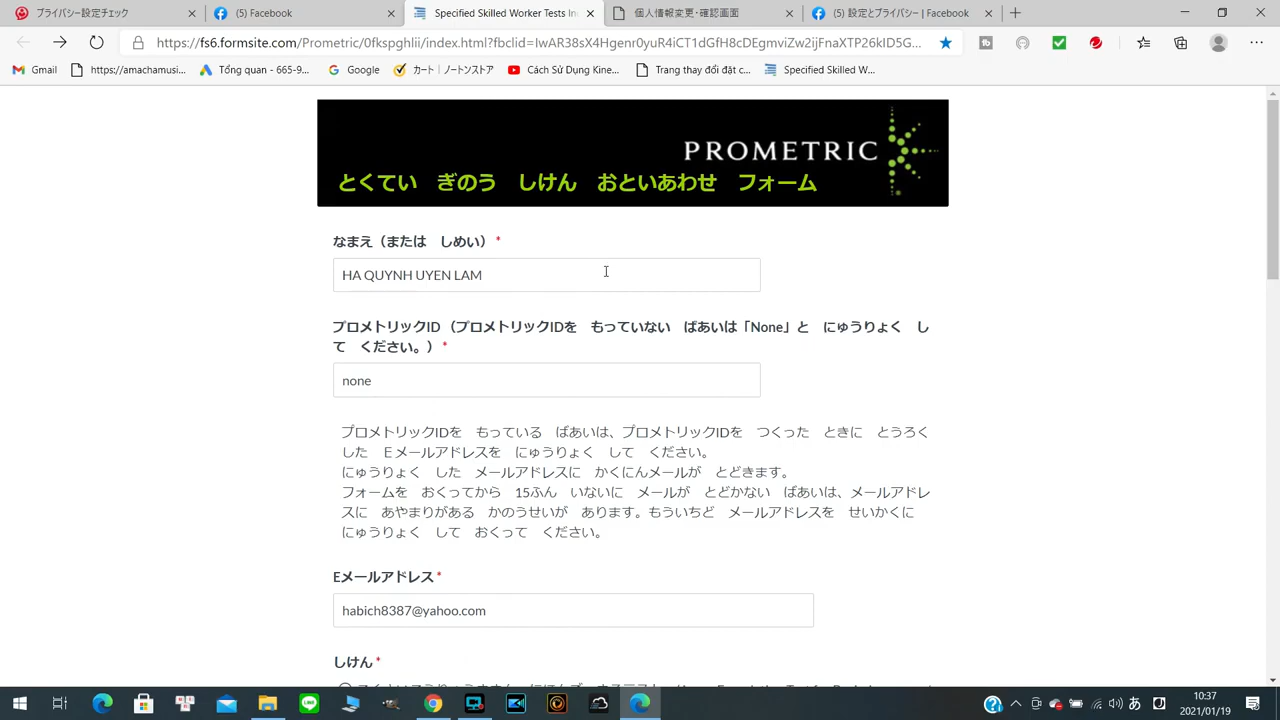 プライバシー設定とツール
(5) Facebook
Specified Skilled Worker Tests In
個人情報変更・確認画面
(5) 設定とプライバシー | Facebook
https://fs6.formsite.com/Prometric/0fkspghlii/index.html?fbclid=IwAR38sX4Hgenr0yuR4iCT1dGfH8cDEgmviZw2ijFnaXTP26kID5G...
Gmail
https://amachamusi...
Tổng quan - 665-9...
Google
カート | ノートンストア
Cách Sử Dụng Kine...
Trang thay đổi đặt c...
Specified Skilled W...
PROMETRIC
とくてい　ぎのう　しけん　おといあわせ　フォーム
なまえ（または　しめい） *
HA QUYNH UYEN LAM
プロメトリックID （プロメトリックIDを　もっていない　ばあいは「None」と　にゅうりょく　し
て　ください。） *
none
プロメトリックIDを　もっている　ばあいは、プロメトリックIDを　つくった　ときに　とうろく
した　Ｅメールアドレスを　にゅうりょく　して　ください。
にゅうりょく　した　メールアドレスに　かくにんメールが　とどきます。
フォームを　おくってから　15ふん　いないに　メールが　とどかない　ばあいは、メールアドレ
スに　あやまりがある　かのうせいが　あります。もういちど　メールアドレスを　せいかくに
にゅうりょく　して　おくって　ください。
Eメールアドレス *
habich8387@yahoo.com
しけん *
LINE
あ
10:37
2021/01/19